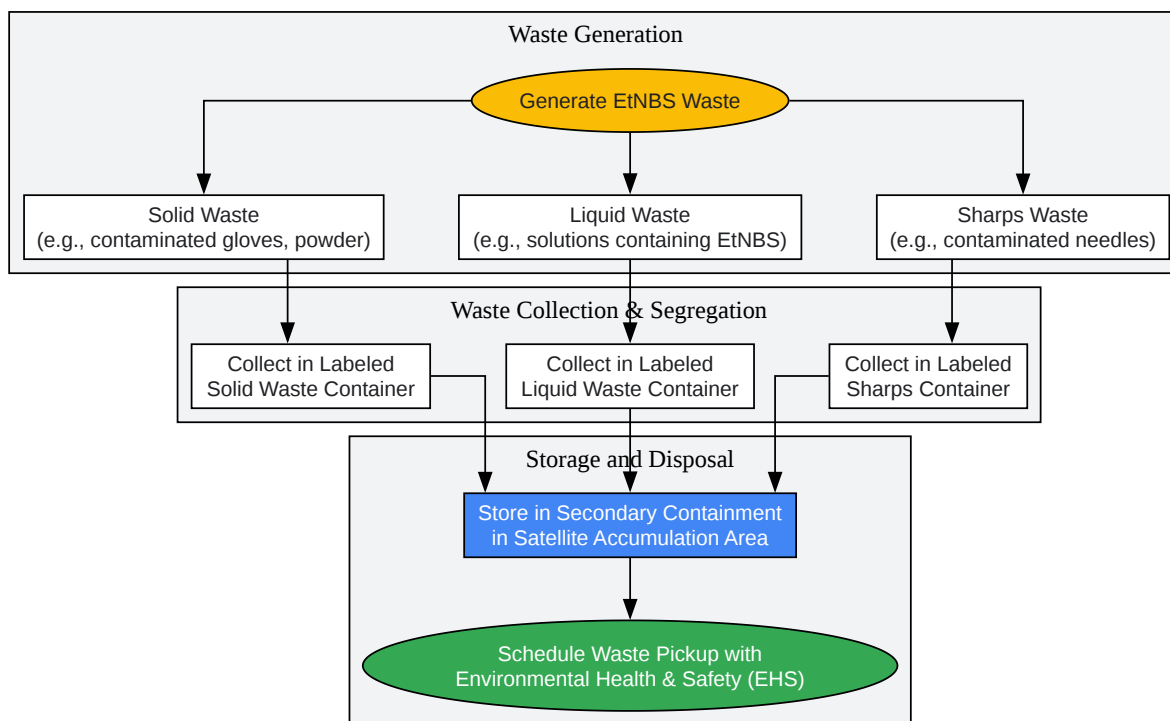 Waste Generation
Generate EtNBS Waste
Solid Waste
(e.g., contaminated gloves, powder)
Liquid Waste
(e.g., solutions containing EtNBS)
Sharps Waste
(e.g., contaminated needles)
Waste Collection & Segregation
Collect in Labeled
Solid Waste Container
Collect in Labeled
Liquid Waste Container
Collect in Labeled
Sharps Container
Storage and Disposal
Store in Secondary Containment
in Satellite Accumulation Area
Schedule Waste Pickup with
Environmental Health & Safety (EHS)